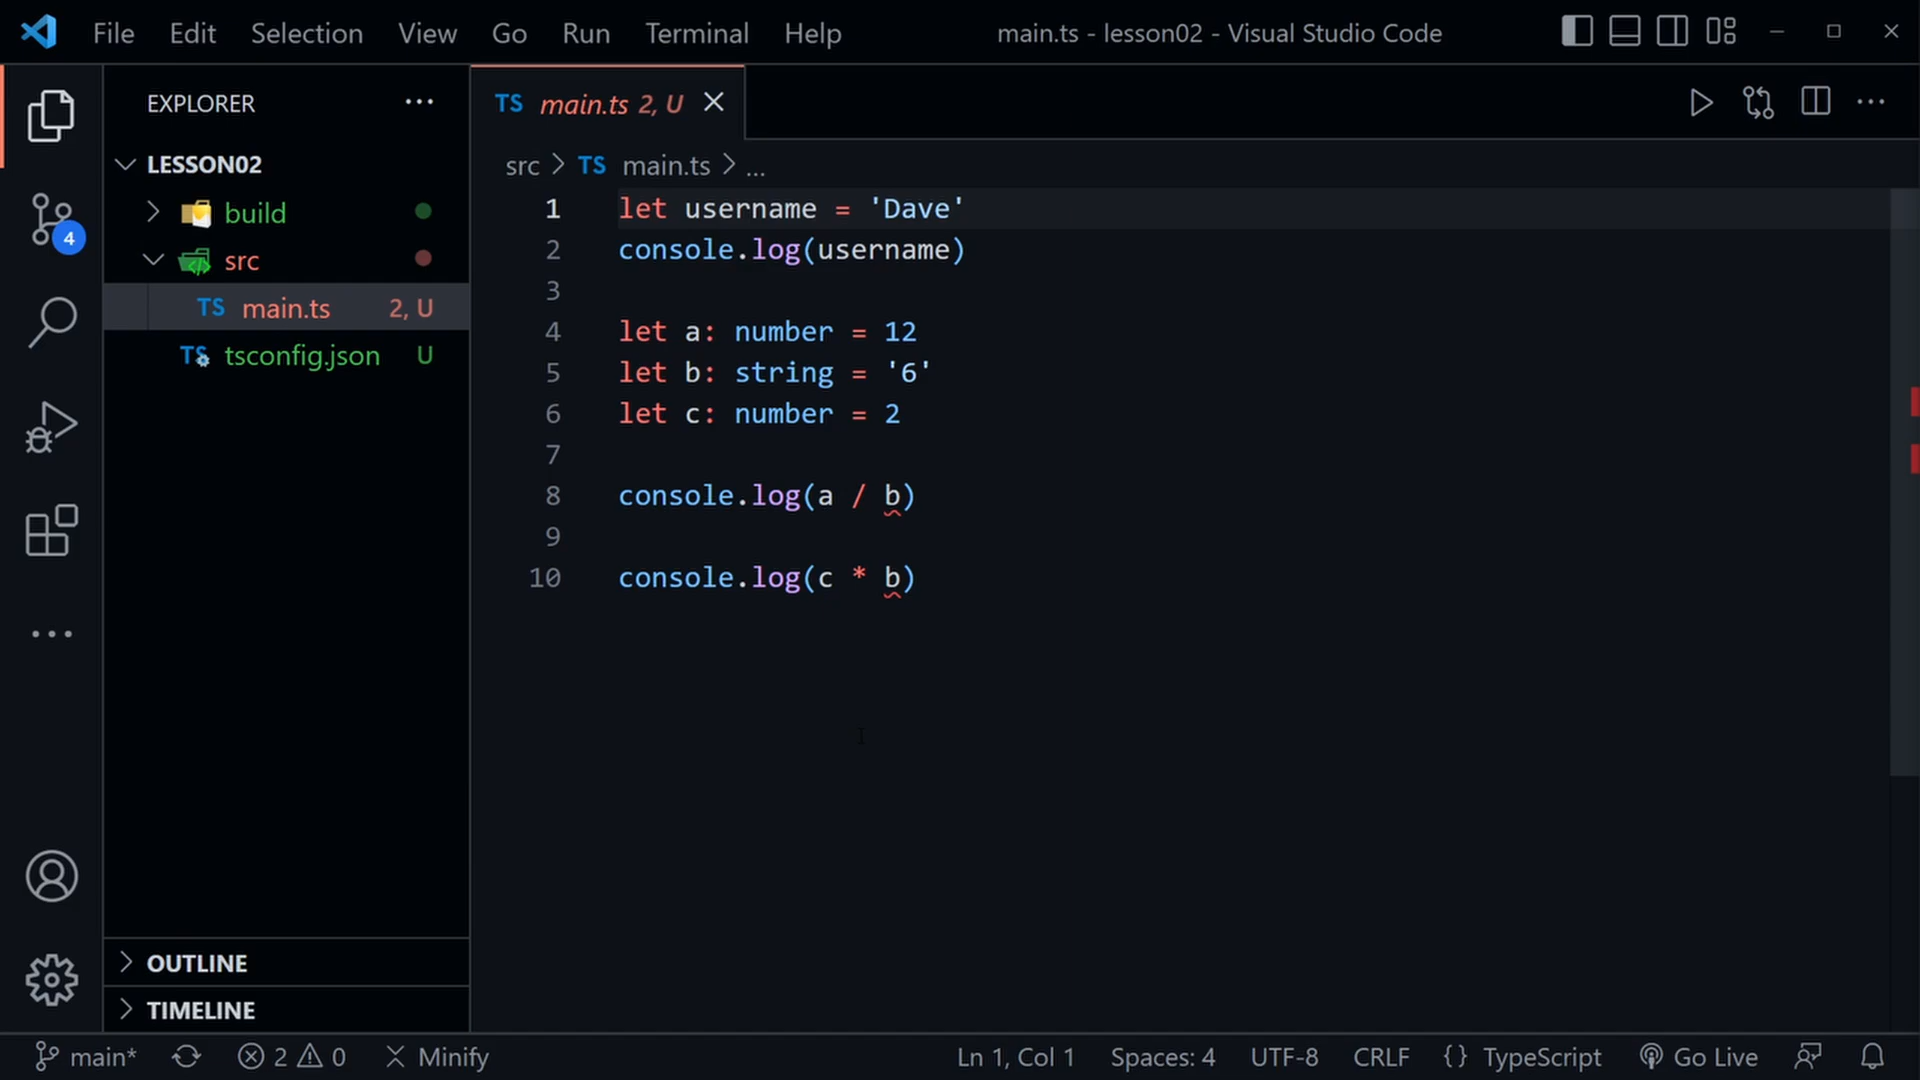 File Edit Selection View Go Run Terminal Help
main.ts - lesson02 - Visual Studio Code
EXPLORER
LESSON02
build
src
TS main.ts 2, U
TS tsconfig.json U
OUTLINE
TIMELINE
4
TS main.ts 2, U
src > TS main.ts > ...
1 let username = 'Dave'
2 console.log(username)
3
4 let a: number = 12
5 let b: string = '6'
6 let c: number = 2
7
8 console.log(a / b)
9
10 console.log(c * b)
main* 2 0 Minify
Ln 1, Col 1 Spaces: 4 UTF-8 CRLF {} TypeScript Go Live